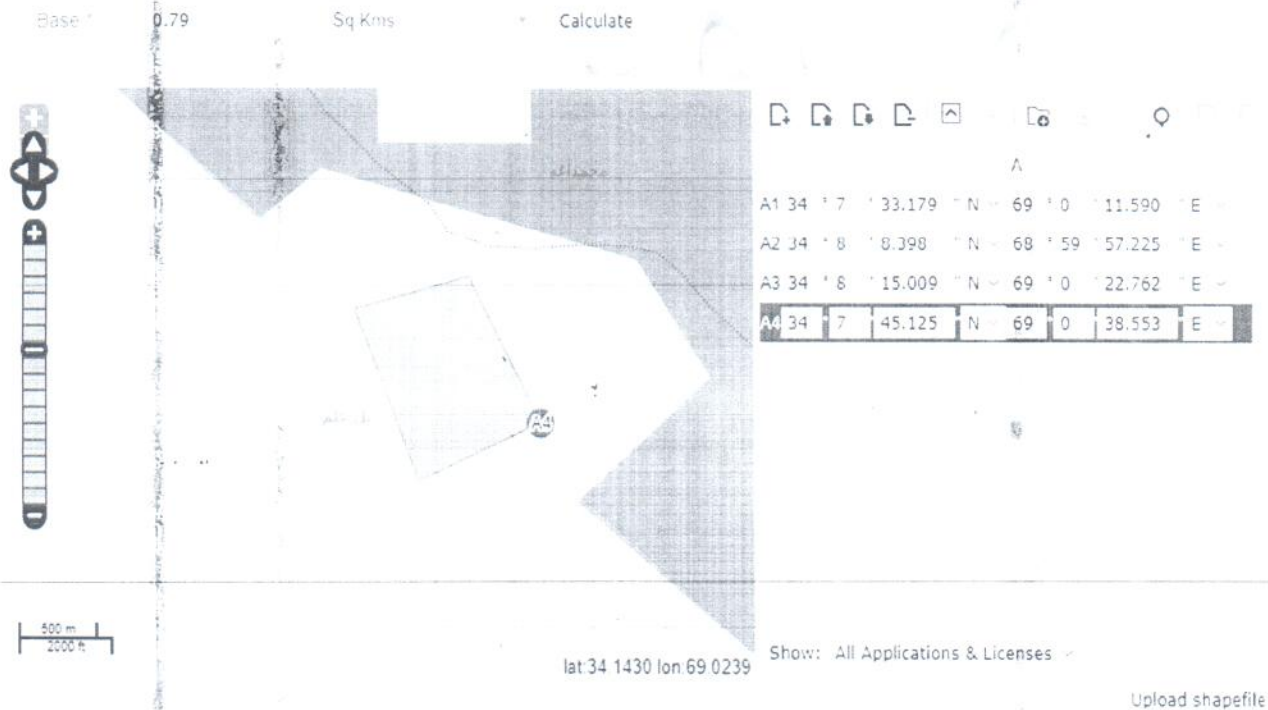 Base 0.79 Sq Kms Calculate
A
A1 34 ° 7 ' 33.179 " N 69 ° 0 ' 11.590 " E
A2 34 ° 8 ' 8.398 " N 68 ° 59 ' 57.225 " E
A3 34 ° 8 ' 15.009 " N 69 ° 0 ' 22.762 " E
A4 34 ° 7 ' 45.125 " N 69 ° 0 ' 38.553 " E
A4
500 m
2000 ft
lat:34.1430 lon:69.0239
Show: All Applications & Licenses
Upload shapefile